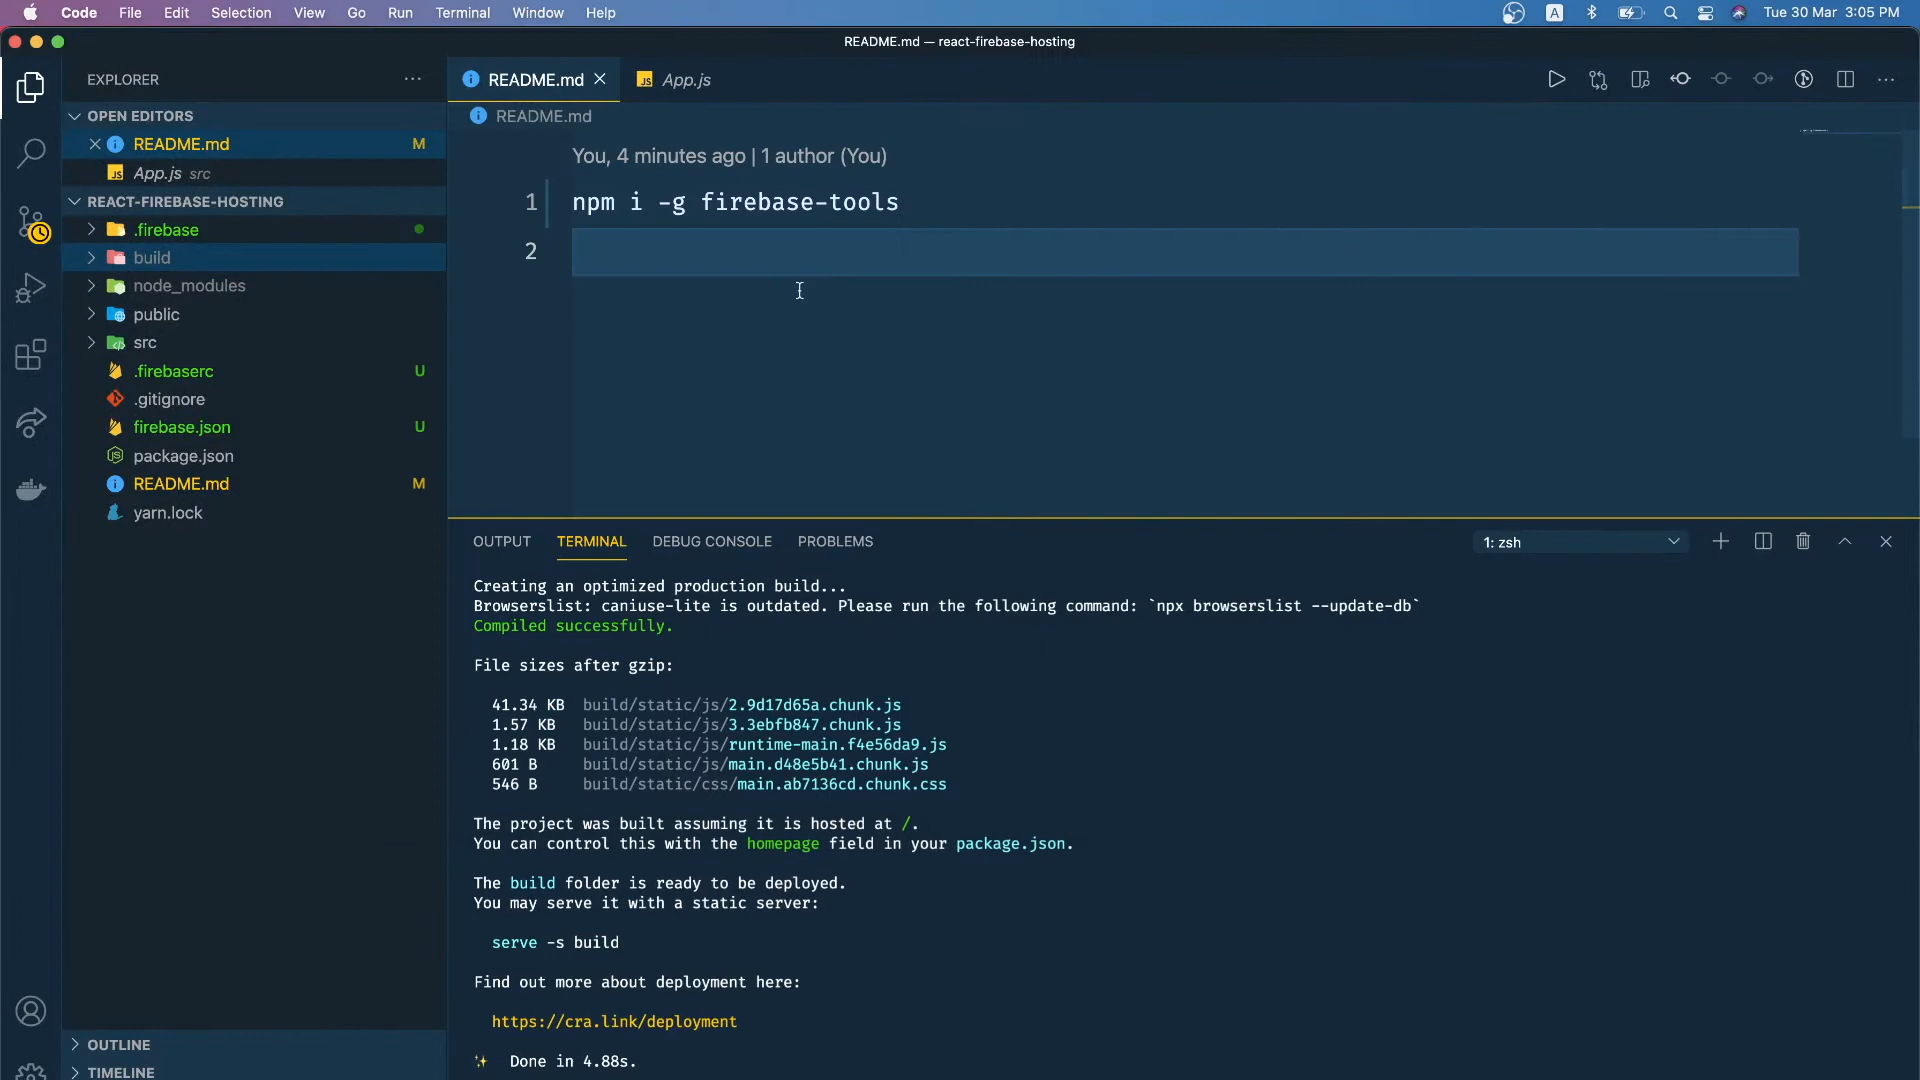 Code File Edit Selection View Go Run Terminal Window Help A Tue 30 Mar 3:05 PM
README.md — react-firebase-hosting
EXPLORER
OPEN EDITORS
README.md M
JS App.js src
REACT-FIREBASE-HOSTING
.firebase
build
node_modules
public
src
.firebaserc U
.gitignore
firebase.json U
package.json
README.md M
yarn.lock
OUTLINE
TIMELINE
README.md JS App.js
README.md
You, 4 minutes ago | 1 author (You)
1 npm i -g firebase-tools
2
OUTPUT TERMINAL DEBUG CONSOLE PROBLEMS 1: zsh
Creating an optimized production build...
Browserslist: caniuse-lite is outdated. Please run the following command: `npx browserslist --update-db`
Compiled successfully.
File sizes after gzip:
41.34 KB build/static/js/2.9d17d65a.chunk.js
1.57 KB build/static/js/3.3ebfb847.chunk.js
1.18 KB build/static/js/runtime-main.f4e56da9.js
601 B build/static/js/main.d48e5b41.chunk.js
546 B build/static/css/main.ab7136cd.chunk.css
The project was built assuming it is hosted at /.
You can control this with the homepage field in your package.json.
The build folder is ready to be deployed.
You may serve it with a static server:
serve -s build
Find out more about deployment here:
https://cra.link/deployment
✨ Done in 4.88s.